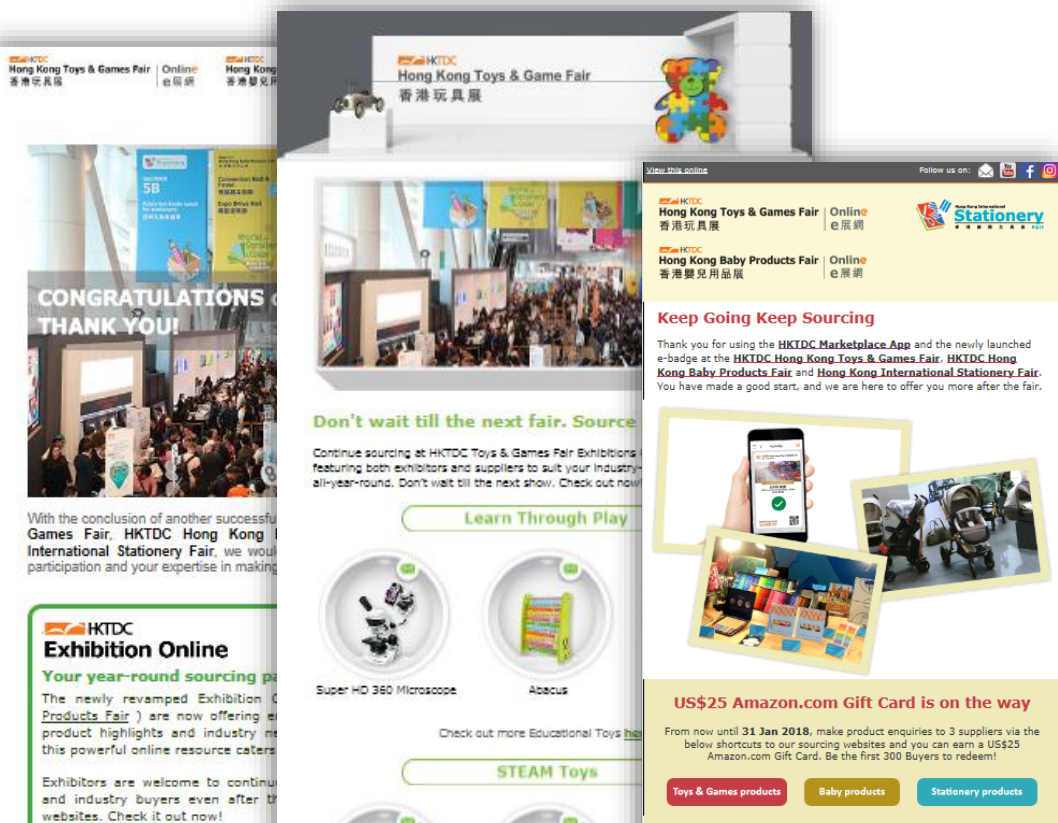 HKTDC
Hong Kong Toys & Games Fair | Online
香港玩具展 e展網
HKTDC
Hong Kong
香港嬰兒用
5B
CONGRATULATIONS
THANK YOU!
With the conclusion of another successfu
Games Fair, HKTDC Hong Kong
International Stationery Fair, we woul
participation and your expertise in making
HKTDC
Exhibition Online
Your year-round sourcing pa
The newly revamped Exhibition O
Products Fair ) are now offering e
product highlights and industry ne
this powerful online resource caters
Exhibitors are welcome to continu
and industry buyers even after th
websites. Check it out now!
HKTDC
Hong Kong Toys & Game Fair
香港玩具展
Don't wait till the next fair. Source
Continue sourcing at HKTDC Toys & Games Fair Exhibitions
featuring both exhibitors and suppliers to suit your industry-
all-year-round. Don't wait till the next show. Check out now!
Learn Through Play
Super HD 360 Microscope
Abacus
Check out more Educational Toys her
STEAM Toys
View this online
Follow us on:
HKTDC
Hong Kong Toys & Games Fair | Online
香港玩具展 e展網
Hong Kong International
Stationery
Fair
HKTDC
Hong Kong Baby Products Fair | Online
香港嬰兒用品展 e展網
Keep Going Keep Sourcing
Thank you for using the HKTDC Marketplace App and the newly launched
e-badge at the HKTDC Hong Kong Toys & Games Fair, HKTDC Hong
Kong Baby Products Fair and Hong Kong International Stationery Fair.
You have made a good start, and we are here to offer you more after the fair.
US$25 Amazon.com Gift Card is on the way
From now until 31 Jan 2018, make product enquiries to 3 suppliers via the
below shortcuts to our sourcing websites and you can earn a US$25
Amazon.com Gift Card. Be the first 300 Buyers to redeem!
Toys & Games products
Baby products
Stationery products